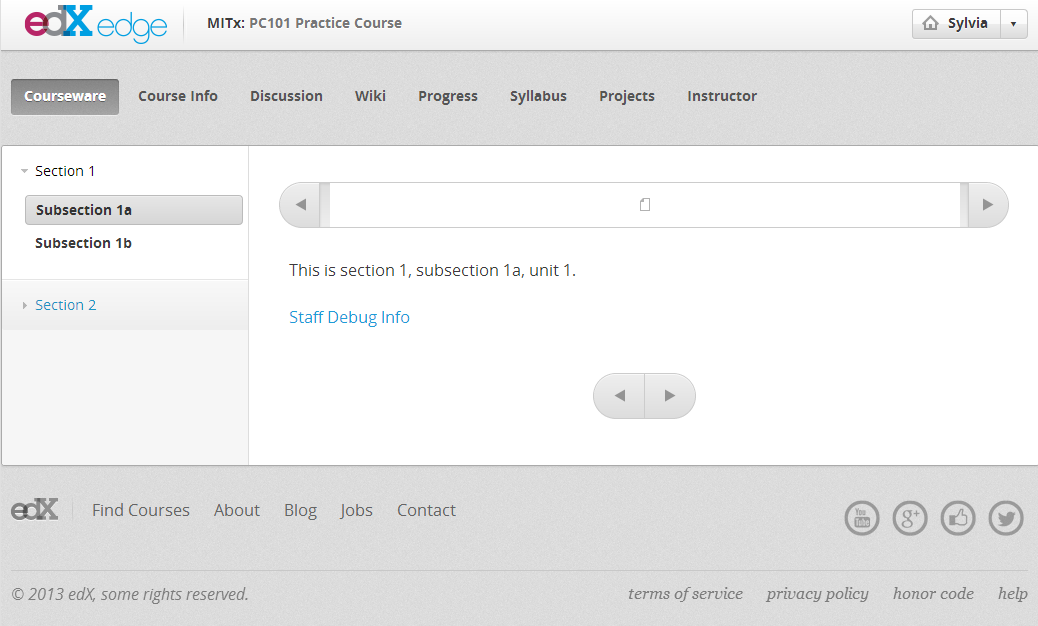 edX edge MITx: PC101 Practice Course Sylvia
Courseware Course Info Discussion Wiki Progress Syllabus Projects Instructor
Section 1
Subsection 1a
Subsection 1b
Section 2
This is section 1, subsection 1a, unit 1.
Staff Debug Info
edX Find Courses About Blog Jobs Contact
You Tube g+
© 2013 edX, some rights reserved. terms of service privacy policy honor code help